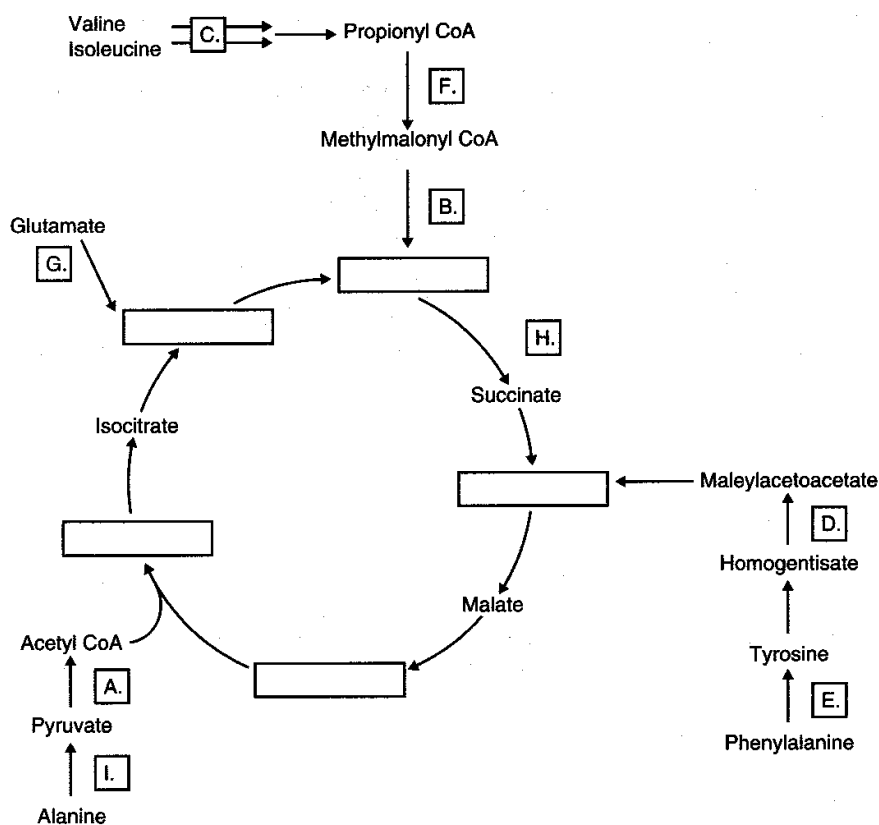 Valine
Isoleucine
C.
Propionyl CoA
F.
Methylmalonyl CoA
B.
Glutamate
G.
H.
Succinate
Isocitrate
Maleylacetoacetate
D.
Homogentisate
Malate
Acetyl CoA
Tyrosine
A.
E.
Pyruvate
Phenylalanine
I.
Alanine